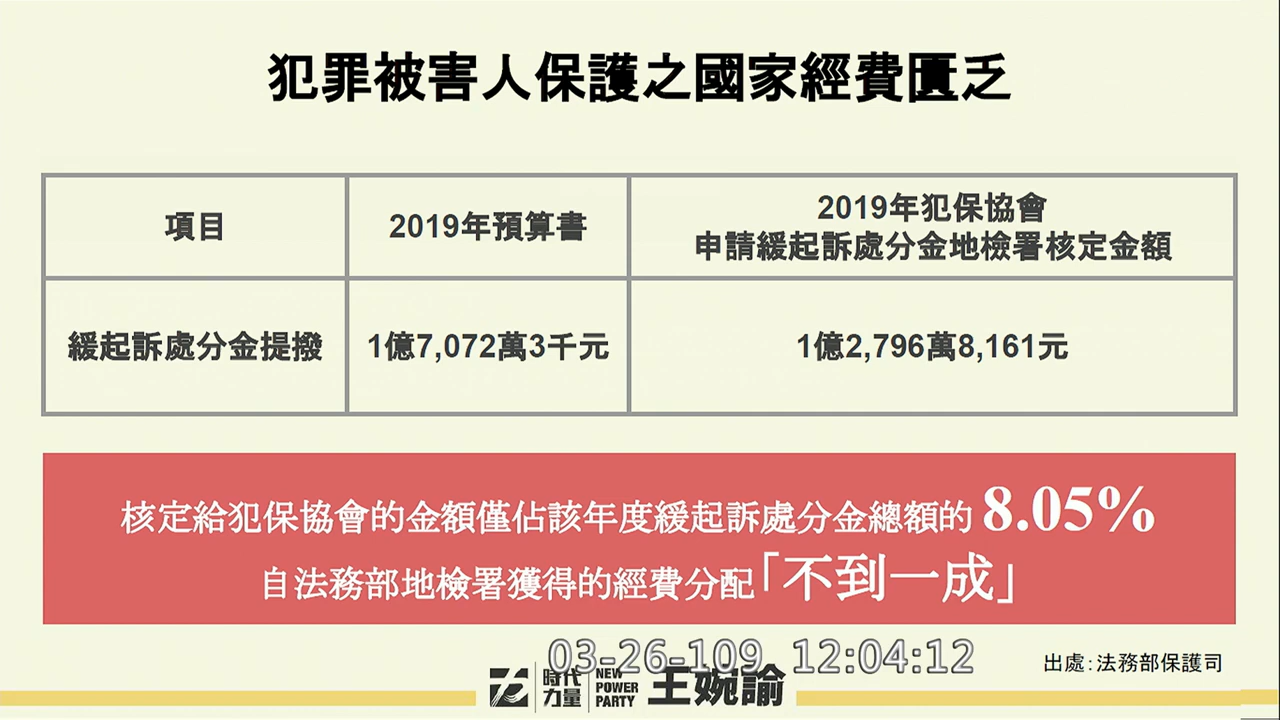 犯罪被害人保護之國家經費匱乏
項目
2019年預算書
2019年犯保協會
申請緩起訴處分金地檢署核定金額
緩起訴處分金提撥
1億7,072萬3千元
1億2,796萬8,161元
核定給犯保協會的金額僅佔該年度緩起訴處分金總額的 8.05%
自法務部地檢署獲得的經費分配「不到一成」
03-26-109 12:04:12
出處:法務部保護司
時代
力量
NEW
POWER
PARTY
王婉諭